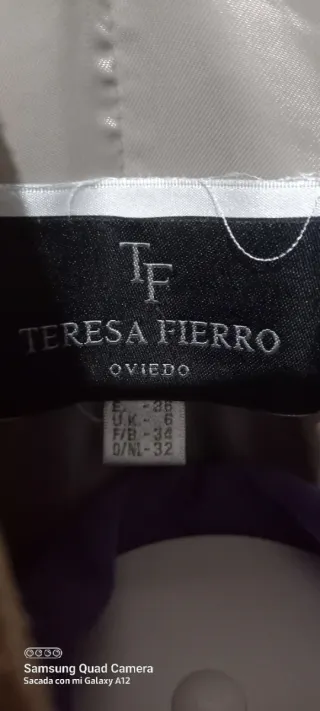 TF
TERESA FIERRO
OVIEDO
E. - 36
U.K. - 6
F/B - 34
D/NL - 32
Samsung Quad Camera
Sacada con mi Galaxy A12